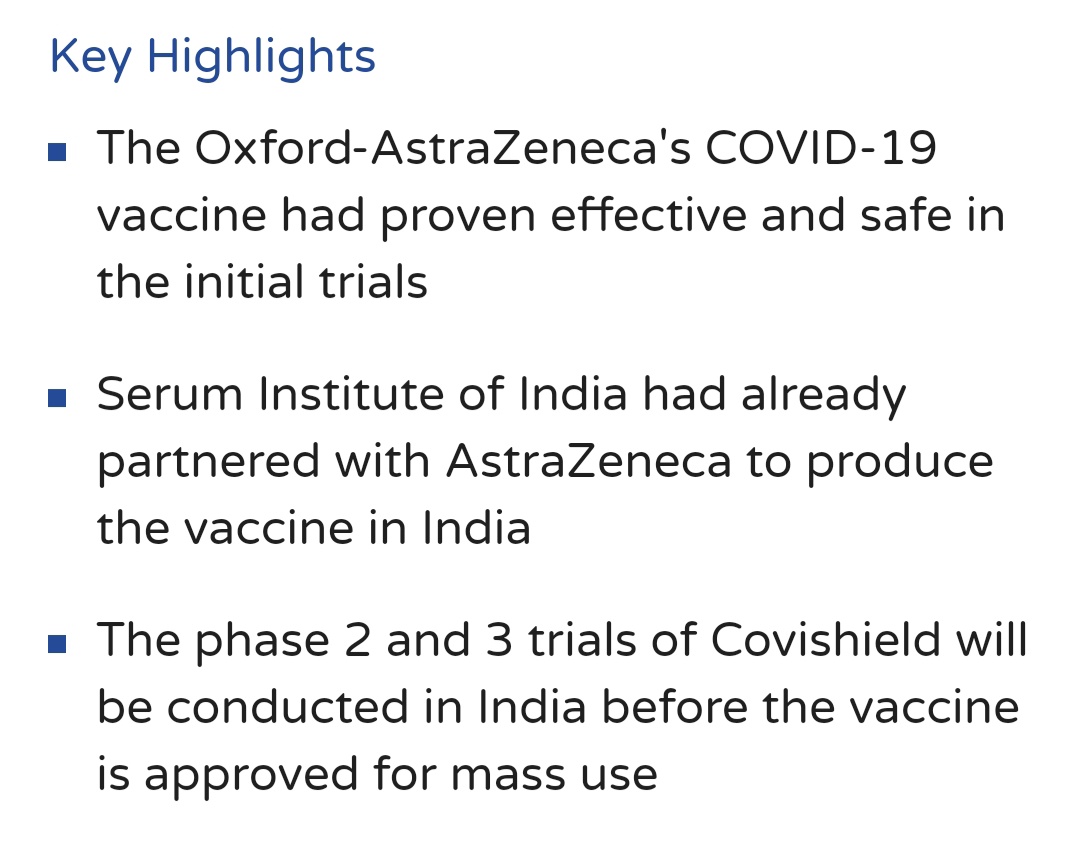 Key Highlights
The Oxford-AstraZeneca's COVID-19
vaccine had proven effective and safe in
the initial trials
Serum Institute of India had already
partnered with AstraZeneca to produce
the vaccine in India
The phase 2 and 3 trials of Covishield will
be conducted in India before the vaccine
is approved for mass use